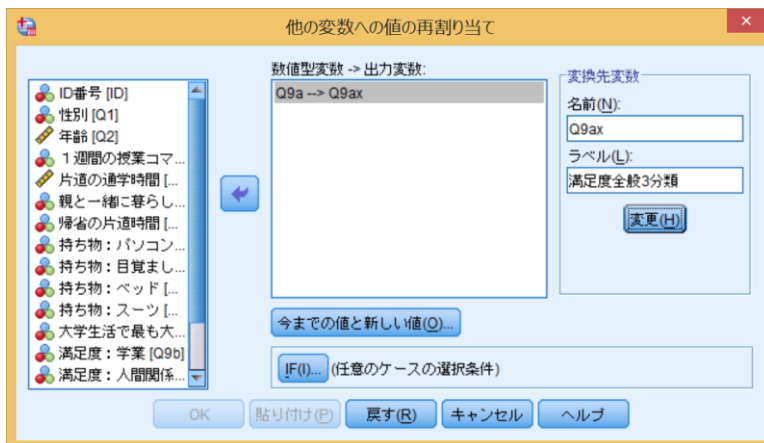 他の変数への値の再割り当て
ID番号 [ID]
性別 [Q1]
年齢 [Q2]
1週間の授業コマ...
片道の通学時間 [...
親と一緒に暮らし...
帰省の片道時間 [...
持ち物：パソコン...
持ち物：目覚まし...
持ち物：ベッド [...
持ち物：スーツ [...
大学生活で最も大...
満足度：学業 [Q9b]
満足度：人間関係...
数値型変数 -> 出力変数:
Q9a --> Q9ax
変換先変数
名前(N):
Q9ax
ラベル(L):
満足度全般3分類
変更(H)
今までの値と新しい値(O)...
IF(I)... (任意のケースの選択条件)
OK 貼り付け(P) 戻す(R) キャンセル ヘルプ